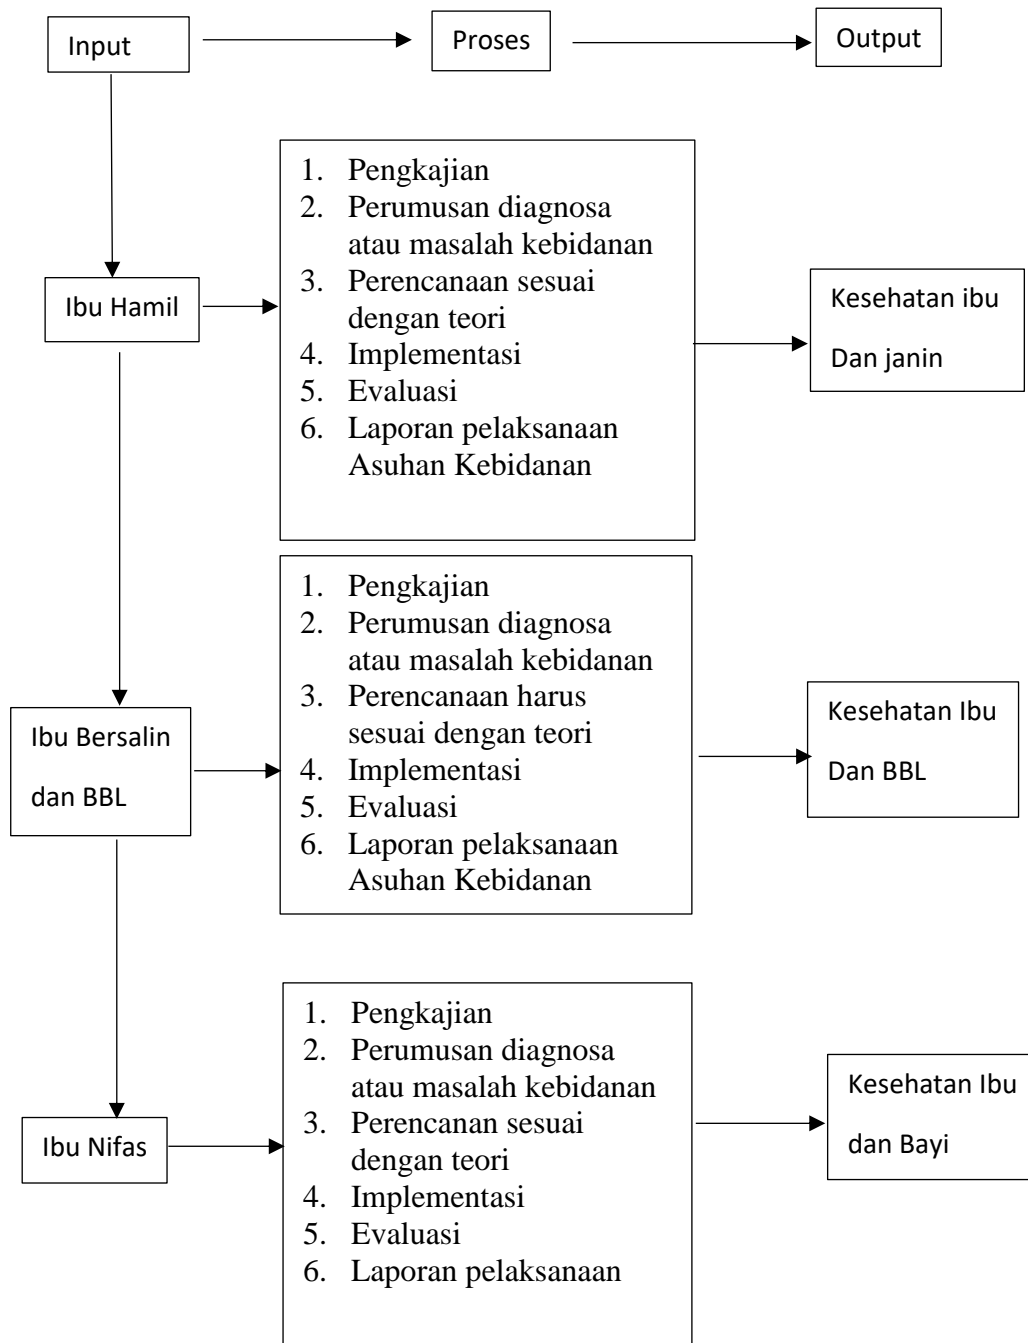 Input
Proses
Output
1. Pengkajian
2. Perumusan diagnosa
atau masalah kebidanan
3. Perencanaan sesuai
dengan teori
4. Implementasi
5. Evaluasi
6. Laporan pelaksanaan
Asuhan Kebidanan
Ibu Hamil
Kesehatan ibu
Dan janin
1. Pengkajian
2. Perumusan diagnosa
atau masalah kebidanan
3. Perencanaan harus
sesuai dengan teori
4. Implementasi
5. Evaluasi
6. Laporan pelaksanaan
Asuhan Kebidanan
Ibu Bersalin
dan BBL
Kesehatan Ibu
Dan BBL
1. Pengkajian
2. Perumusan diagnosa
atau masalah kebidanan
3. Perencanan sesuai
dengan teori
4. Implementasi
5. Evaluasi
6. Laporan pelaksanaan
Ibu Nifas
Kesehatan Ibu
dan Bayi